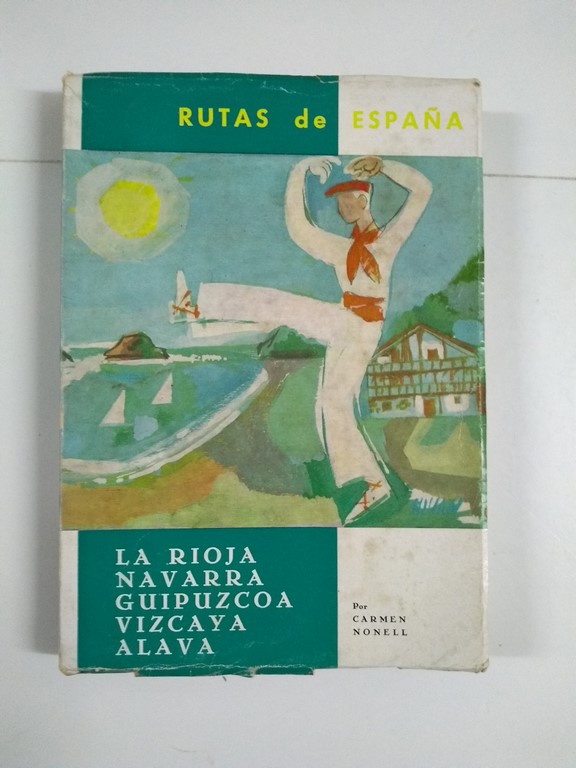 RUTAS de ESPAÑA
LA RIOJA
NAVARRA
GUIPUZCOA
VIZCAYA
ALAVA
Por
CARMEN
NONELL